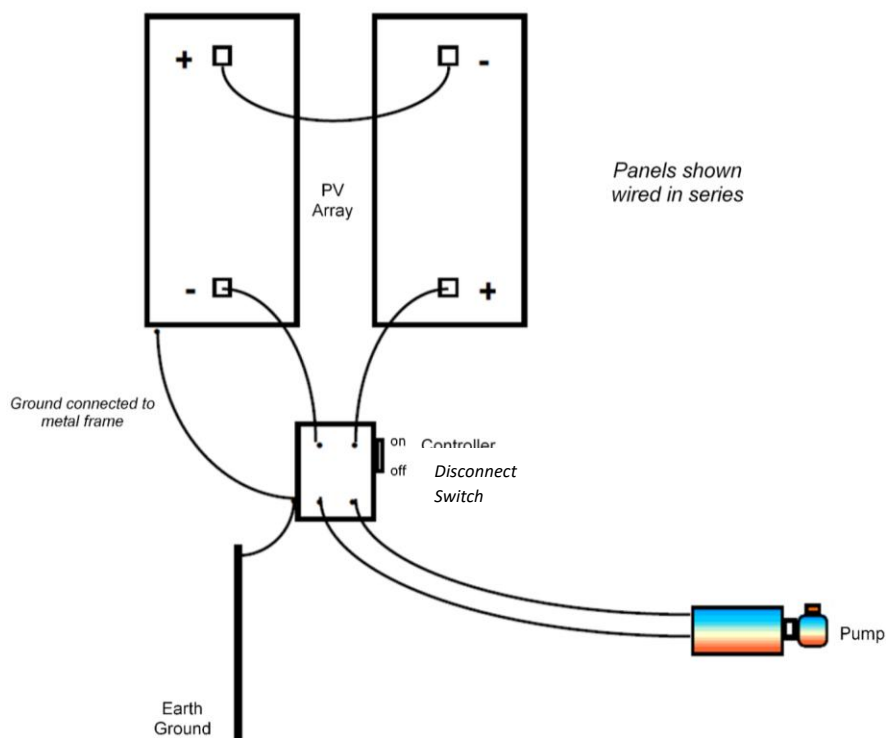 +
-
PV
Array
Panels shown
wired in series
-
+
Ground connected to
metal frame
on
Controller
off
Disconnect
Switch
Pump
Earth
Ground